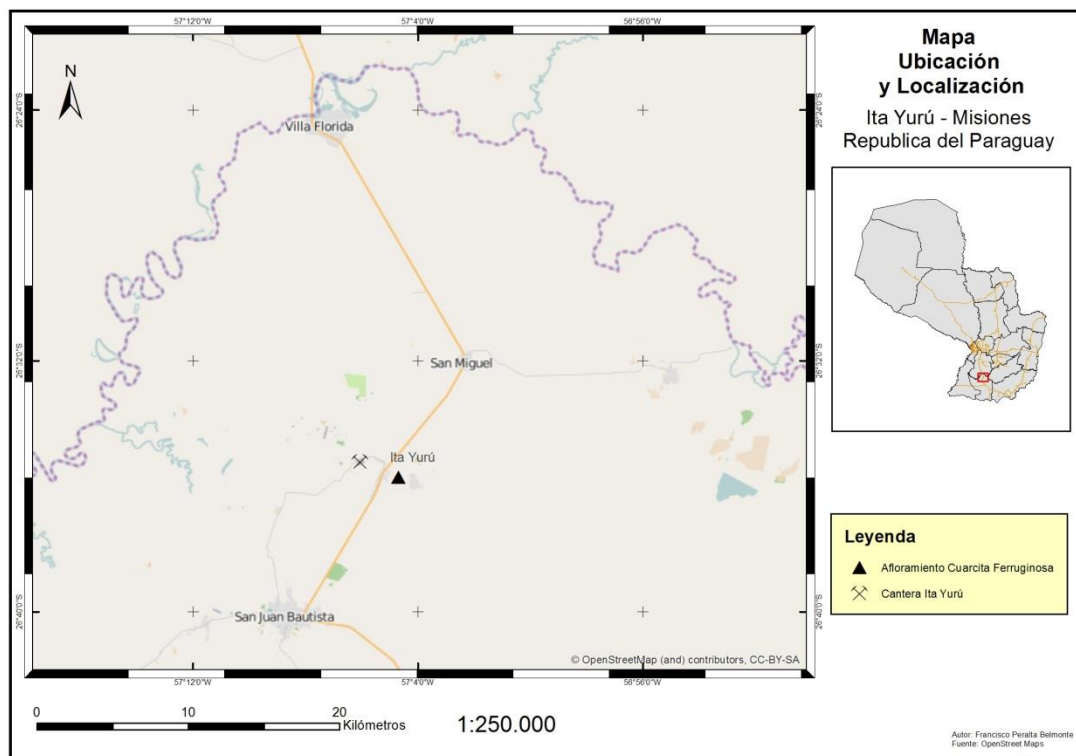 Mapa
Ubicación
y Localización
Ita Yurú - Misiones
Republica del Paraguay
57°12'0"W
57°4'0"W
56°56'0"W
N
26°24'0"S
26°24'0"S
Villa Florida
26°32'0"S
San Miguel
26°32'0"S
Ita Yurú
26°40'0"S
San Juan Bautista
26°40'0"S
© OpenStreetMap (and) contributors, CC-BY-SA
57°12'0"W
57°4'0"W
56°56'0"W
Leyenda
Afloramiento Cuarcita Ferruginosa
Cantera Ita Yurú
0
10
20
Kilómetros
1:250.000
Autor: Francisco Peralta Belmonte
Fuente: OpenStreet Maps